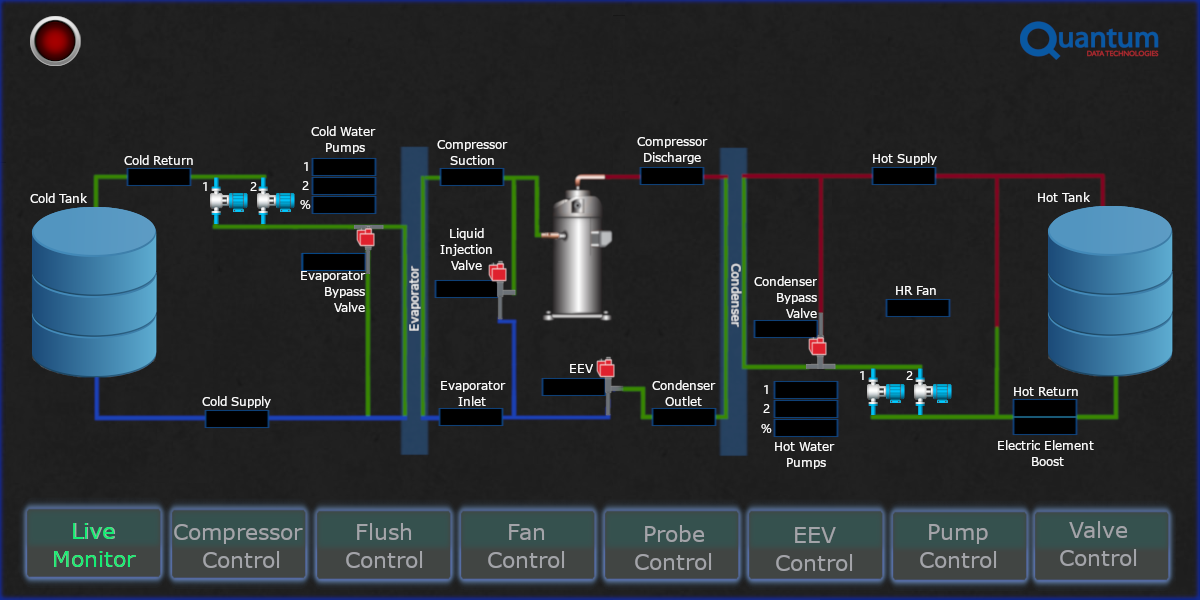 Quantum
DATA TECHNOLOGIES
Cold Water
Pumps
Compressor
Suction
Compressor
Discharge
Cold Return
Hot Supply
1
2
%
1
2
Cold Tank
Hot Tank
Liquid
Injection
Valve
Evaporator
Bypass
Valve
Evaporator
Condenser
Condenser
Bypass
Valve
HR Fan
EEV
1
2
Evaporator
Inlet
Condenser
Outlet
1
2
%
Hot Water
Pumps
Hot Return
Cold Supply
Electric Element
Boost
Live
Monitor
Compressor
Control
Flush
Control
Fan
Control
Probe
Control
EEV
Control
Pump
Control
Valve
Control